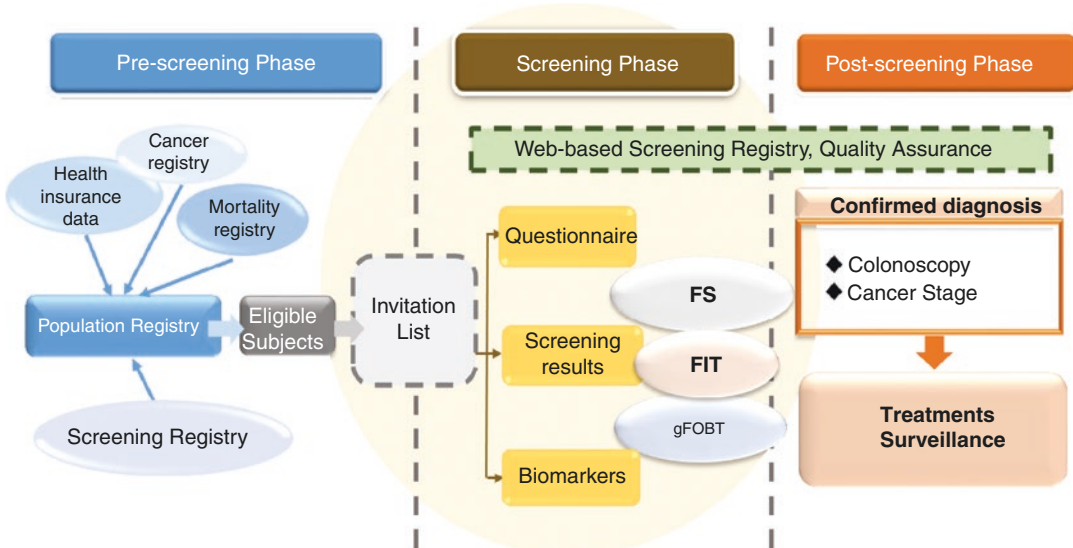 Pre-screening Phase
Screening Phase
Post-screening Phase
Web-based Screening Registry, Quality Assurance
Cancer
registry
Health
insurance
data
Mortality
registry
Population Registry
Eligible
Subjects
Screening Registry
Invitation
List
Questionnaire
Screening
results
Biomarkers
FS
FIT
gFOBT
Confirmed diagnosis
◆ Colonoscopy
◆ Cancer Stage
Treatments
Surveillance